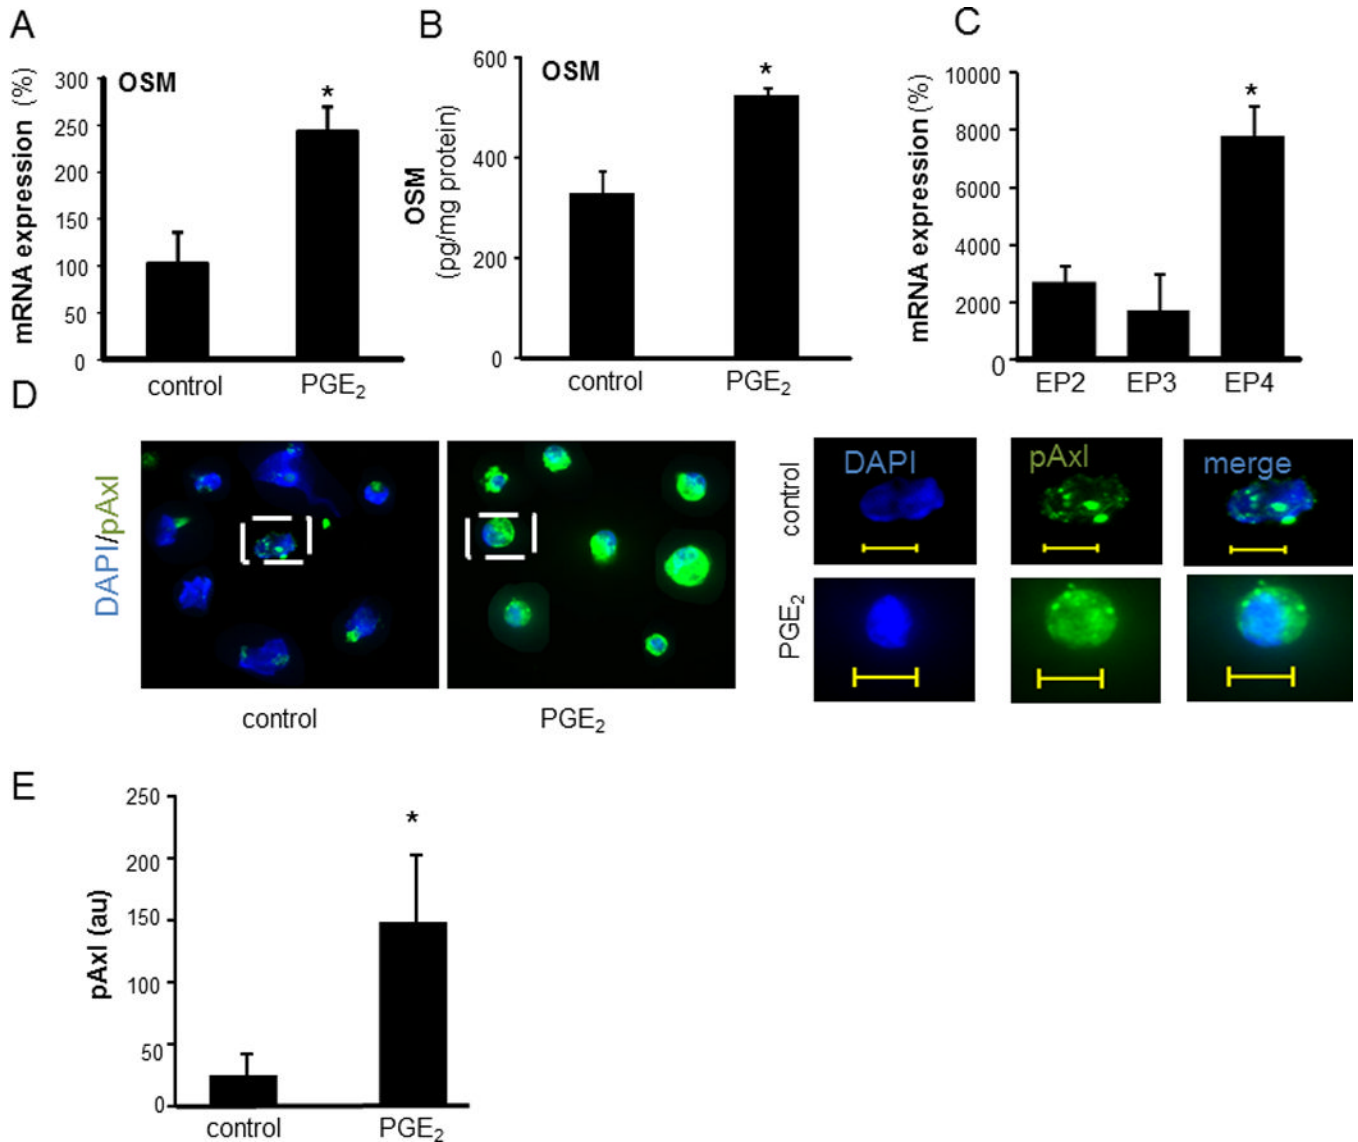 A
mRNA expression (%)
300
250
200
150
100
50
0
OSM
*
control
PGE₂
B
OSM
(pg/mg protein)
600
400
200
0
OSM
*
control
PGE₂
C
mRNA expression (%)
10000
8000
6000
4000
2000
0
*
EP2
EP3
EP4
D
DAPI/pAxl
control
PGE₂
control
DAPI
pAxl
merge
PGE₂
E
pAxl (au)
250
200
150
100
50
0
*
control
PGE₂